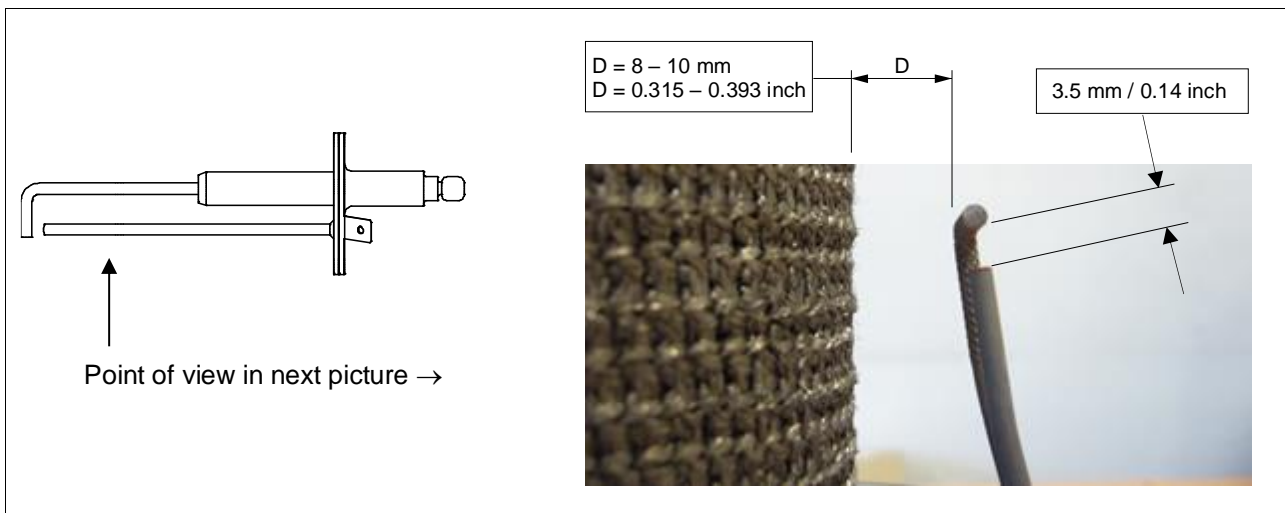 D = 8 – 10 mm
D = 0.315 – 0.393 inch
D
3.5 mm / 0.14 inch
Point of view in next picture →